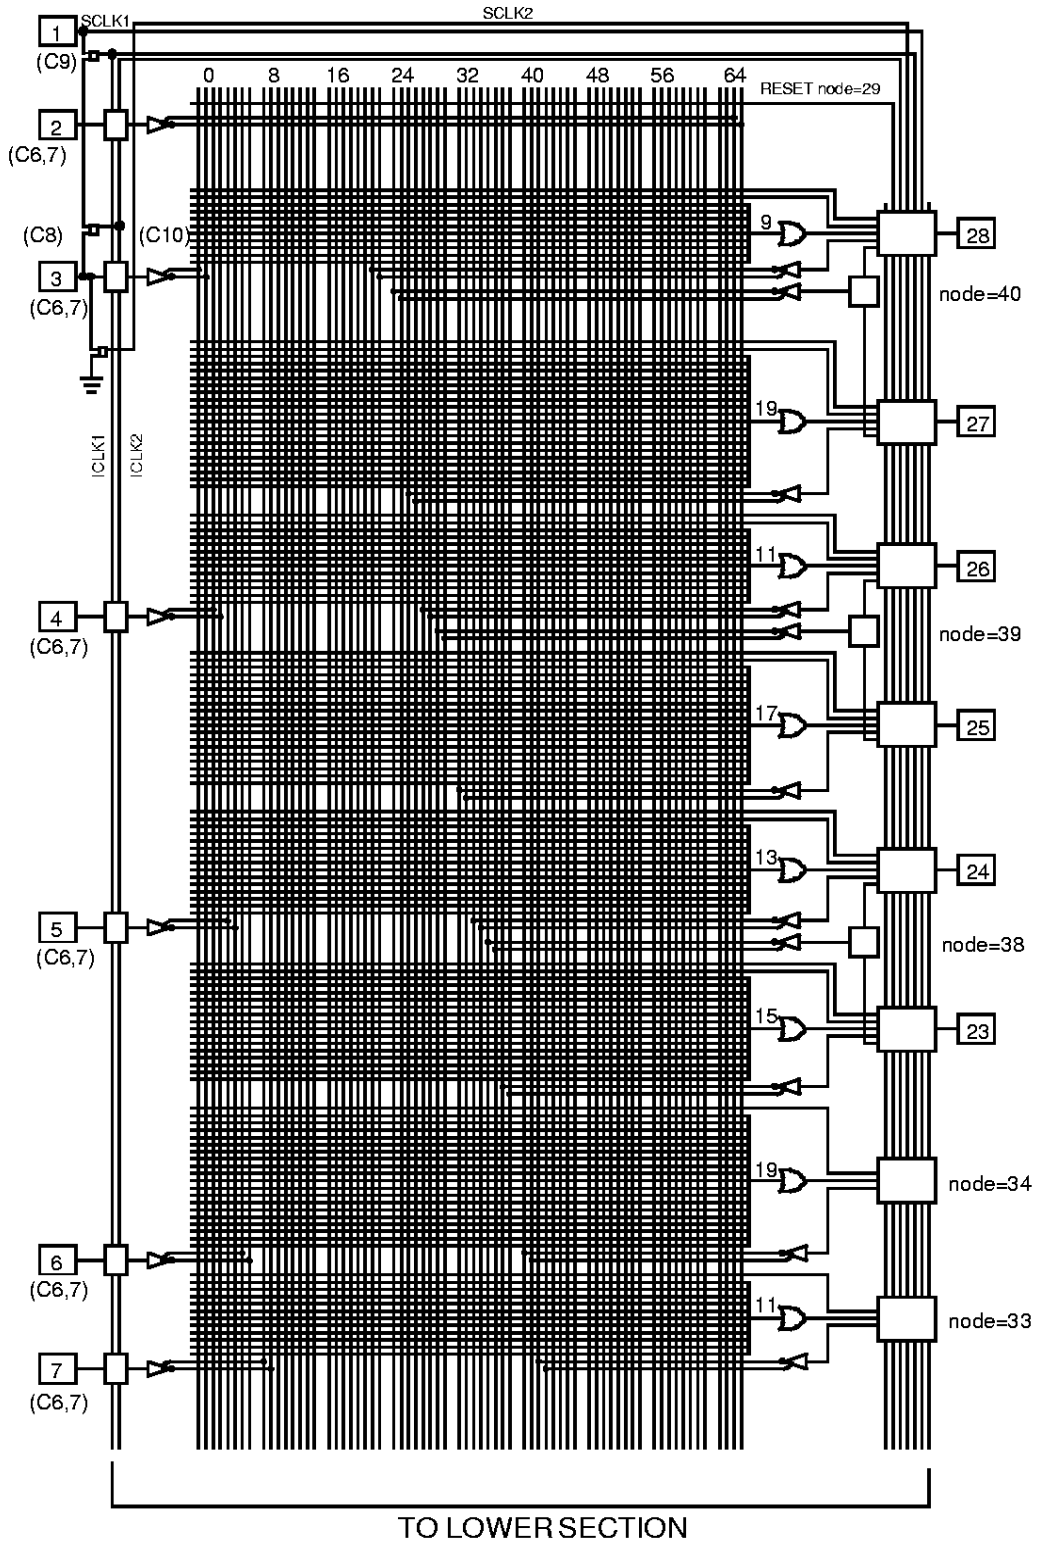 SCLK2
1 SCLK1
(C9)
0 8 16 24 32 40 48 56 64
RESET node=29
2
(C6,7)
9
28
(C8) (C10)
3
(C6,7)
node=40
19
27
ICLK1
ICLK2
11
26
4
(C6,7)
node=39
17
25
13
24
5
(C6,7)
node=38
15
23
19
node=34
6
(C6,7)
11
node=33
7
(C6,7)
TO LOWER SECTION